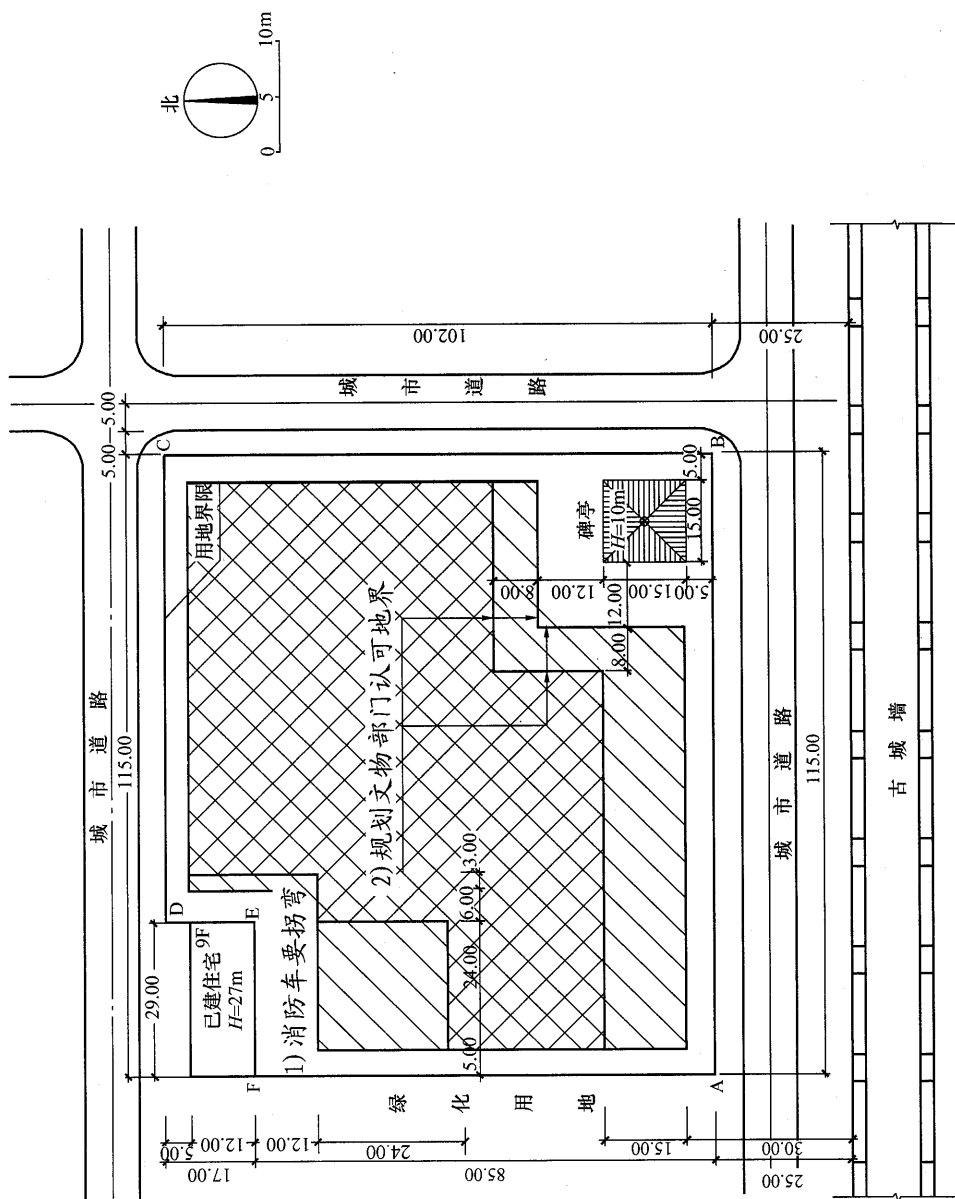 北
0 5 10m
城市道路
115.00
5.00 5.00
29.00
用地界限
C
D
E
F
A
B
已建住宅 9F
H=27m
1) 消防车要拐弯
2) 规划文物部门认可地界
城市道路
102.00
25.00
碑亭
H=10m
5.00
15.00
8.00
12.00
15.00
5.00
12.00
8.00
3.00
6.00
24.00
5.00
绿化用地
5.00
12.00
17.00
12.00
24.00
85.00
15.00
30.00
25.00
城市道路
115.00
古城墙